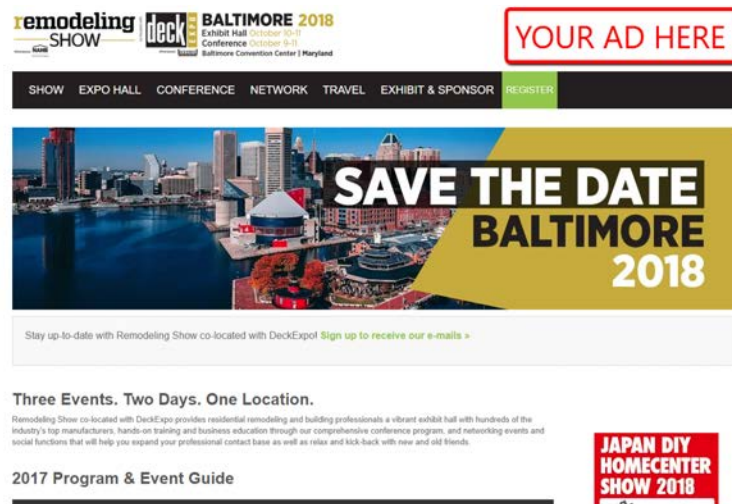 remodeling
SHOW
NAHB
deck
EXPO
BALTIMORE 2018
Exhibit Hall October 10-11
Conference October 9-11
Baltimore Convention Center | Maryland
YOUR AD HERE
SHOW EXPO HALL CONFERENCE NETWORK TRAVEL EXHIBIT & SPONSOR REGISTER
SAVE THE DATE
BALTIMORE
2018
Stay up-to-date with Remodeling Show co-located with DeckExpo! Sign up to receive our e-mails »
Three Events. Two Days. One Location.
Remodeling Show co-located with DeckExpo provides residential remodeling and building professionals a vibrant exhibit hall with hundreds of the
industry's top manufacturers, hands-on training and business education through our comprehensive conference program, and networking events and
social functions that will help you expand your professional contact base as well as relax and kick-back with new and old friends.
JAPAN DIY
HOMECENTER
SHOW 2018
2017 Program & Event Guide